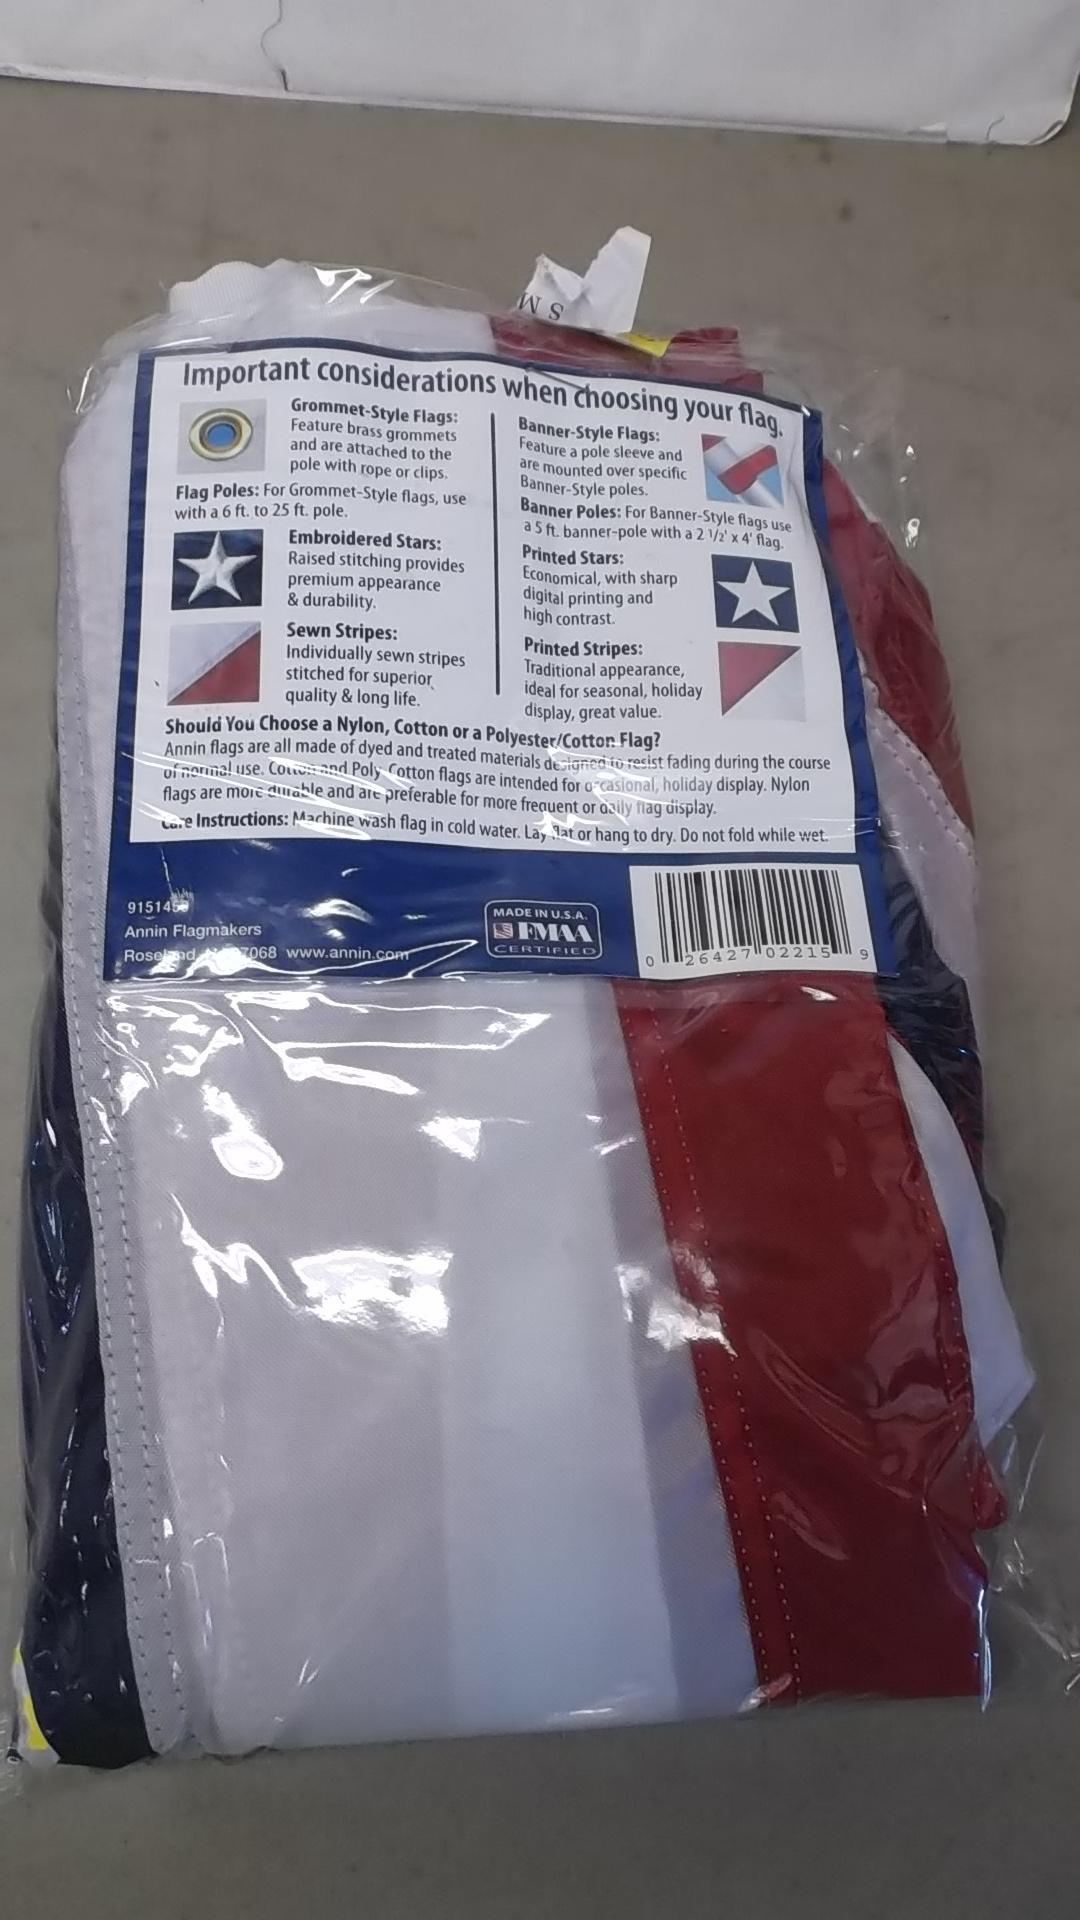 S M
Important considerations when choosing your flag.
Grommet-Style Flags:
Feature brass grommets
and are attached to the
pole with rope or clips.
Flag Poles: For Grommet-Style flags, use
with a 6 ft. to 25 ft. pole.
Embroidered Stars:
Raised stitching provides
premium appearance
& durability.
Sewn Stripes:
Individually sewn stripes
stitched for superior
quality & long life.
Banner-Style Flags:
Feature a pole sleeve and
are mounted over specific
Banner-Style poles.
Banner Poles: For Banner-Style flags use
a 5 ft. banner-pole with a 2 1/2' x 4' flag.
Printed Stars:
Economical, with sharp
digital printing and
high contrast.
Printed Stripes:
Traditional appearance,
ideal for seasonal, holiday
display, great value.
Should You Choose a Nylon, Cotton or a Polyester/Cotton Flag?
Annin flags are all made of dyed and treated materials designed to resist fading during the course
of normal use. Cotton and Poly Cotton flags are intended for occasional, holiday display. Nylon
flags are more durable and are preferable for more frequent or daily flag display.
Care Instructions: Machine wash flag in cold water. Lay flat or hang to dry. Do not fold while wet.
Annin Flagmakers
www.annin.com
MADE IN U.S.A.
FMAA
CERTIFIED
0 26427 02215 9